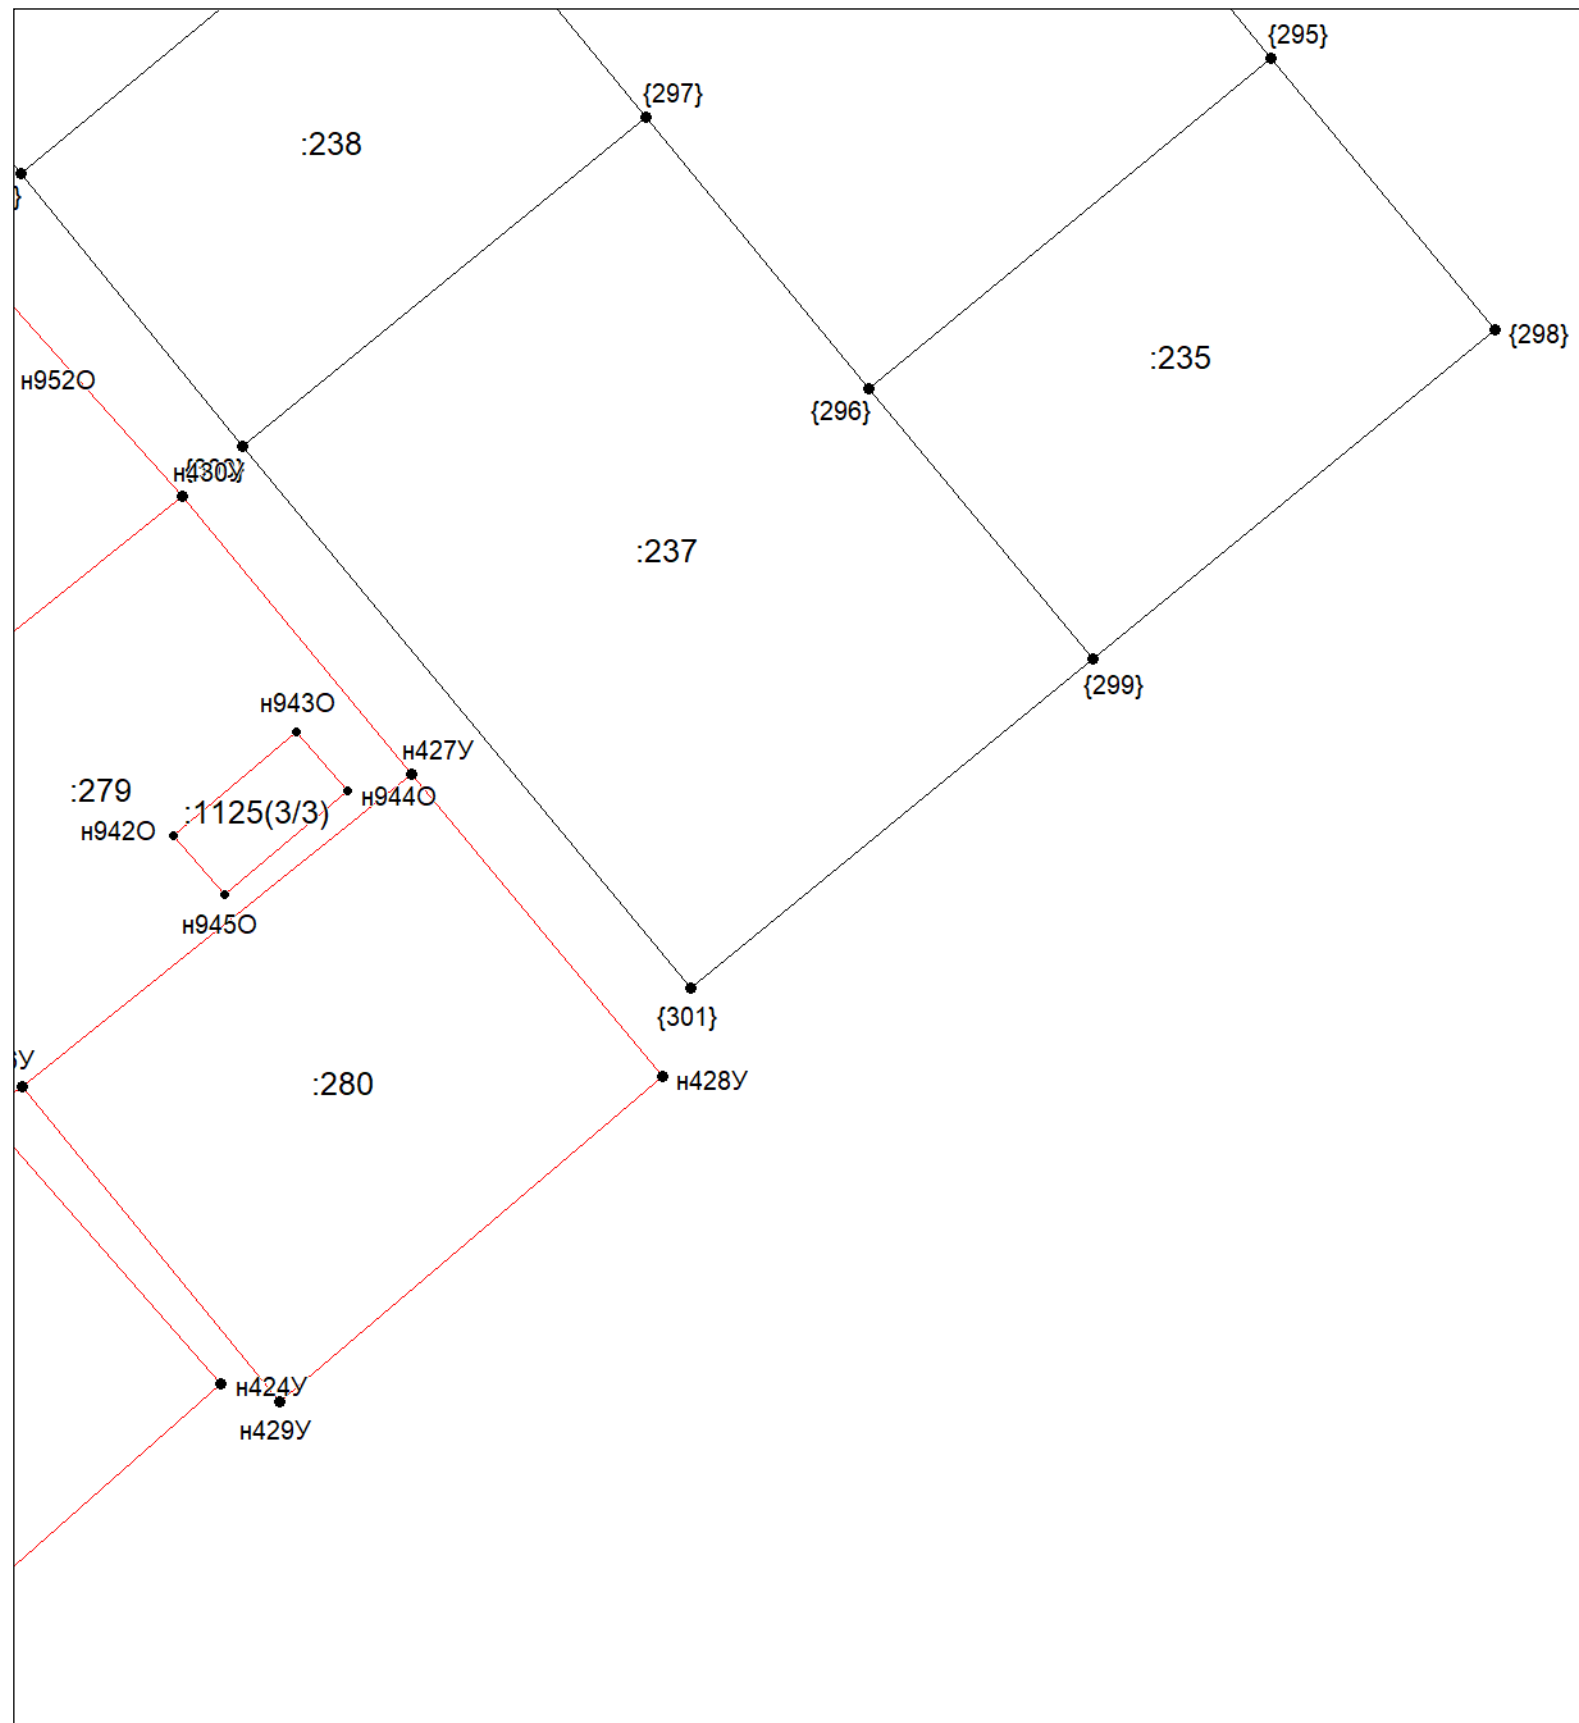 {295}
{297}
:238
}
{298}
:235
н952О
{296}
н430У
:237
{299}
н943О
н427У
:279
н944О
:1125(3/3)
н942О
н945О
{301}
У
н428У
:280
н424У
н429У